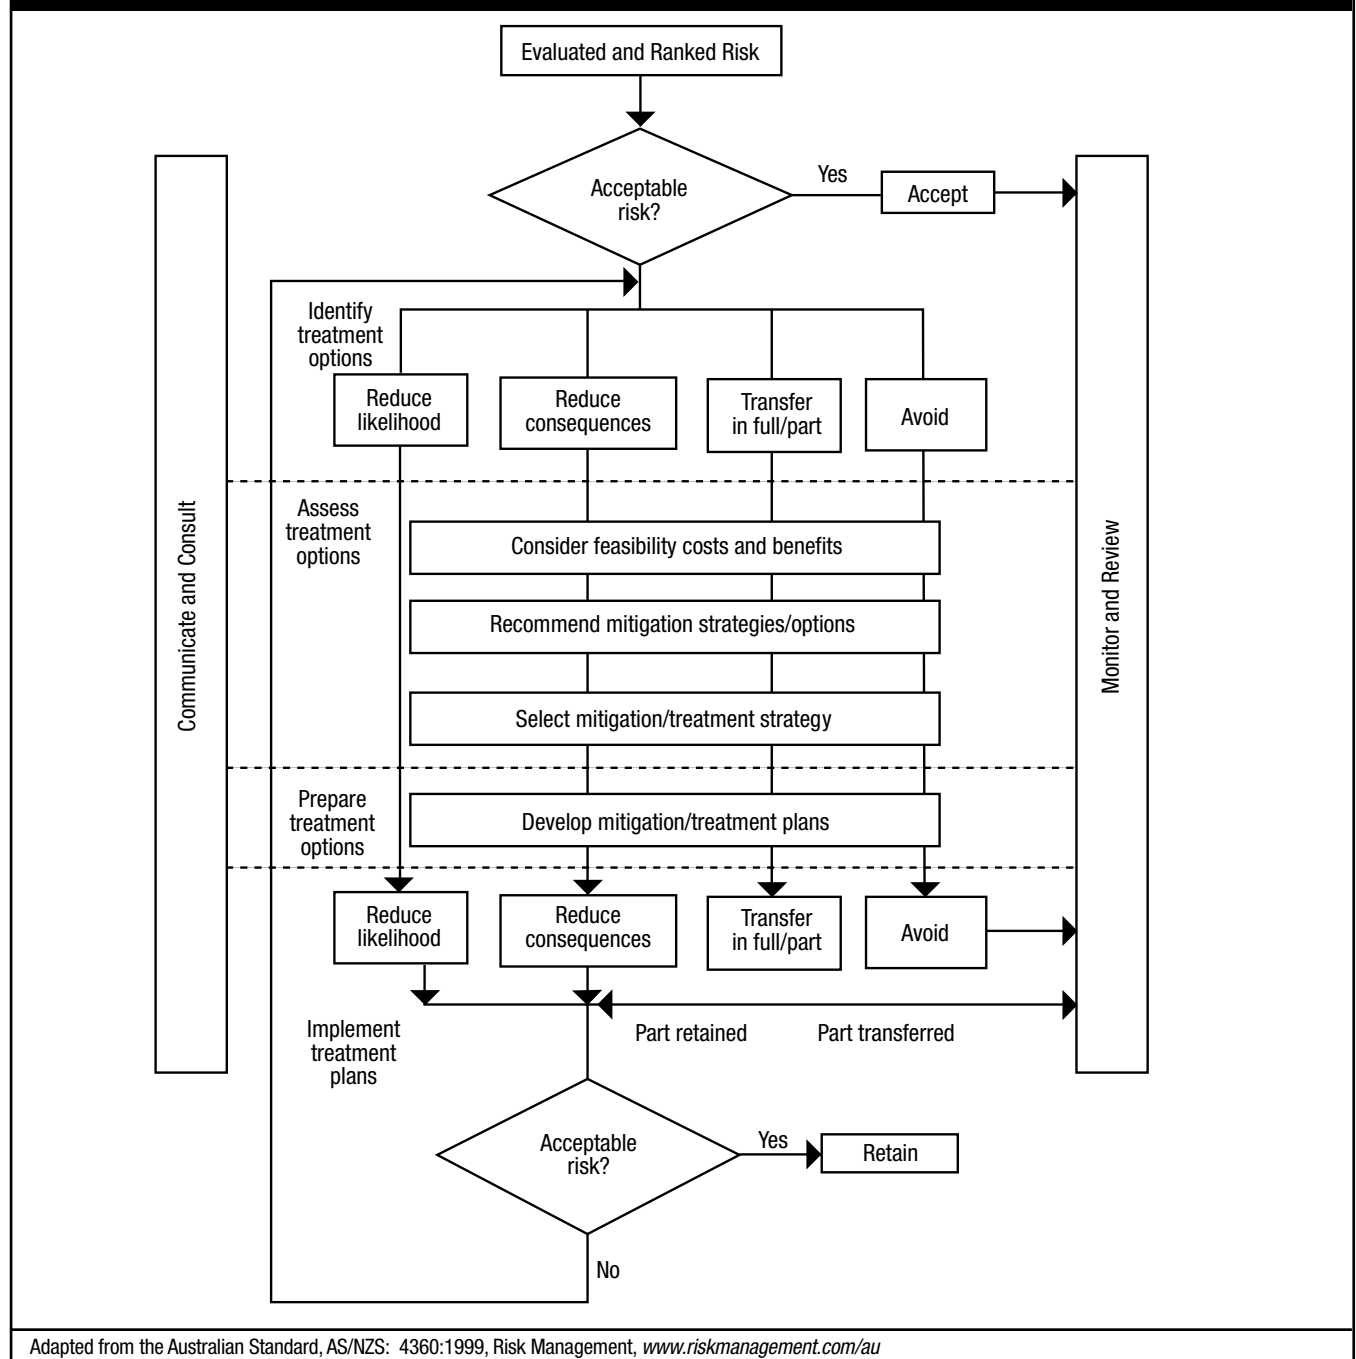 Evaluated and Ranked Risk
Acceptable
risk?
Yes
Accept
Communicate and Consult
Monitor and Review
Identify
treatment
options
Reduce
likelihood
Reduce
consequences
Transfer
in full/part
Avoid
Assess
treatment
options
Consider feasibility costs and benefits
Recommend mitigation strategies/options
Select mitigation/treatment strategy
Prepare
treatment
options
Develop mitigation/treatment plans
Reduce
likelihood
Reduce
consequences
Transfer
in full/part
Avoid
Implement
treatment
plans
Part retained
Part transferred
Acceptable
risk?
Yes
Retain
No
Adapted from the Australian Standard, AS/NZS: 4360:1999, Risk Management, www.riskmanagement.com/au